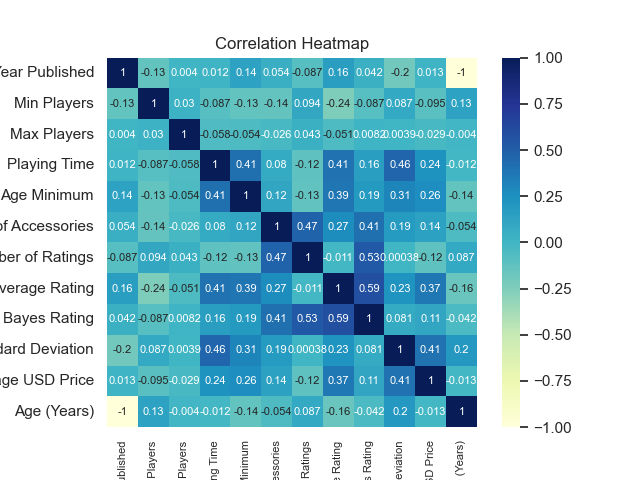 Correlation Heatmap
Year Published 1 -0.13 0.004 0.012 0.14 0.054 -0.087 0.16 0.042 -0.2 0.013 -1
Min Players -0.13 1 0.03 -0.087 -0.13 -0.14 0.094 -0.24 -0.087 0.087 -0.095 0.13
Max Players 0.004 0.03 1 -0.058 -0.054 -0.026 0.043 -0.051 0.0082 0.0039 -0.029 -0.004
Playing Time 0.012 -0.087 -0.058 1 0.41 0.08 -0.12 0.41 0.16 0.46 0.24 -0.012
Age Minimum 0.14 -0.13 -0.054 0.41 1 0.12 -0.13 0.39 0.19 0.31 0.26 -0.14
of Accessories 0.054 -0.14 -0.026 0.08 0.12 1 0.47 0.27 0.41 0.19 0.14 -0.054
ber of Ratings -0.087 0.094 0.043 -0.12 -0.13 0.47 1 -0.011 0.53 0.00038 -0.12 0.087
verage Rating 0.16 -0.24 -0.051 0.41 0.39 0.27 -0.011 1 0.59 0.23 0.37 -0.16
Bayes Rating 0.042 -0.087 0.0082 0.16 0.19 0.41 0.53 0.59 1 0.081 0.11 -0.042
dard Deviation -0.2 0.087 0.0039 0.46 0.31 0.19 0.00038 0.23 0.081 1 0.41 0.2
age USD Price 0.013 -0.095 -0.029 0.24 0.26 0.14 -0.12 0.37 0.11 0.41 1 -0.013
Age (Years) -1 0.13 -0.004 -0.012 -0.14 -0.054 0.087 -0.16 -0.042 0.2 -0.013 1
ublished
Players
Players
ng Time
Minimum
essories
Ratings
e Rating
s Rating
eviation
SD Price
(Years)
1.00
0.75
0.50
0.25
0.00
−0.25
−0.50
−0.75
−1.00